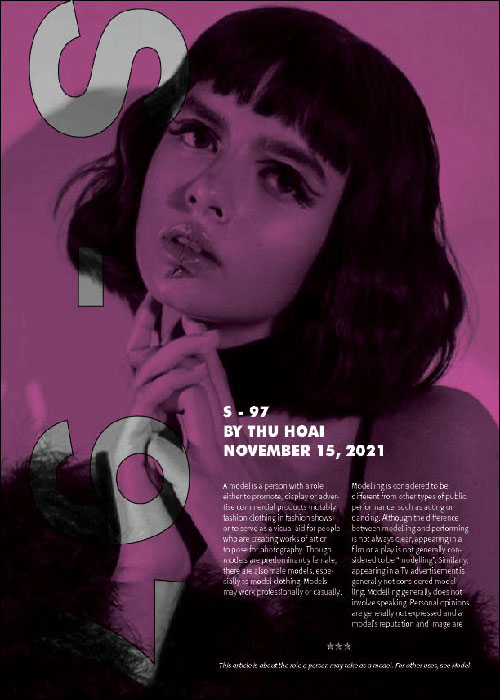 S - 97
S - 97
BY THU HOAI
NOVEMBER 15, 2021
A model is a person with a role
either to promote, display or adver-
tise commercial products (notably
fashion clothing in fashion shows)
or to serve as a visual aid for people
who are creating works of art or
to pose for photography. Though
models are predominantly female,
there are also male models, espe-
cially to model clothing. Models
may work professionally or casually.
Modeling is considered to be
different from other types of public
performance, such as acting or
dancing. Although the difference
between modeling and performing
is not always clear, appearing in a
film or a play is not generally con-
sidered to be "modelling". Similarly,
appearing in a TV advertisement is
generally not considered model-
ling. Modelling generally does not
involve speaking. Personal opinions
are generally not expressed and a
model's reputation and image are
This article is about the role a person may take as a model. For other uses, see Model